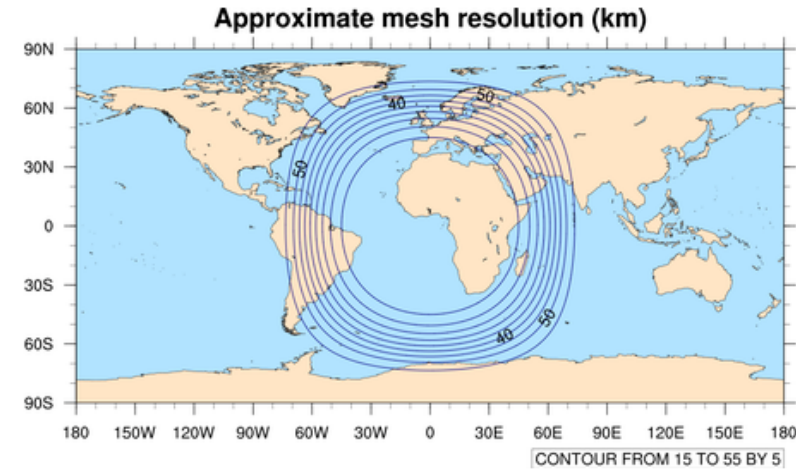 Approximate mesh resolution (km)
90N
60N
30N
0
30S
60S
90S
40
50
50
40
50
180 150W 120W 90W 60W 30W 0 30E 60E 90E 120E 150E 180
CONTOUR FROM 15 TO 55 BY 5